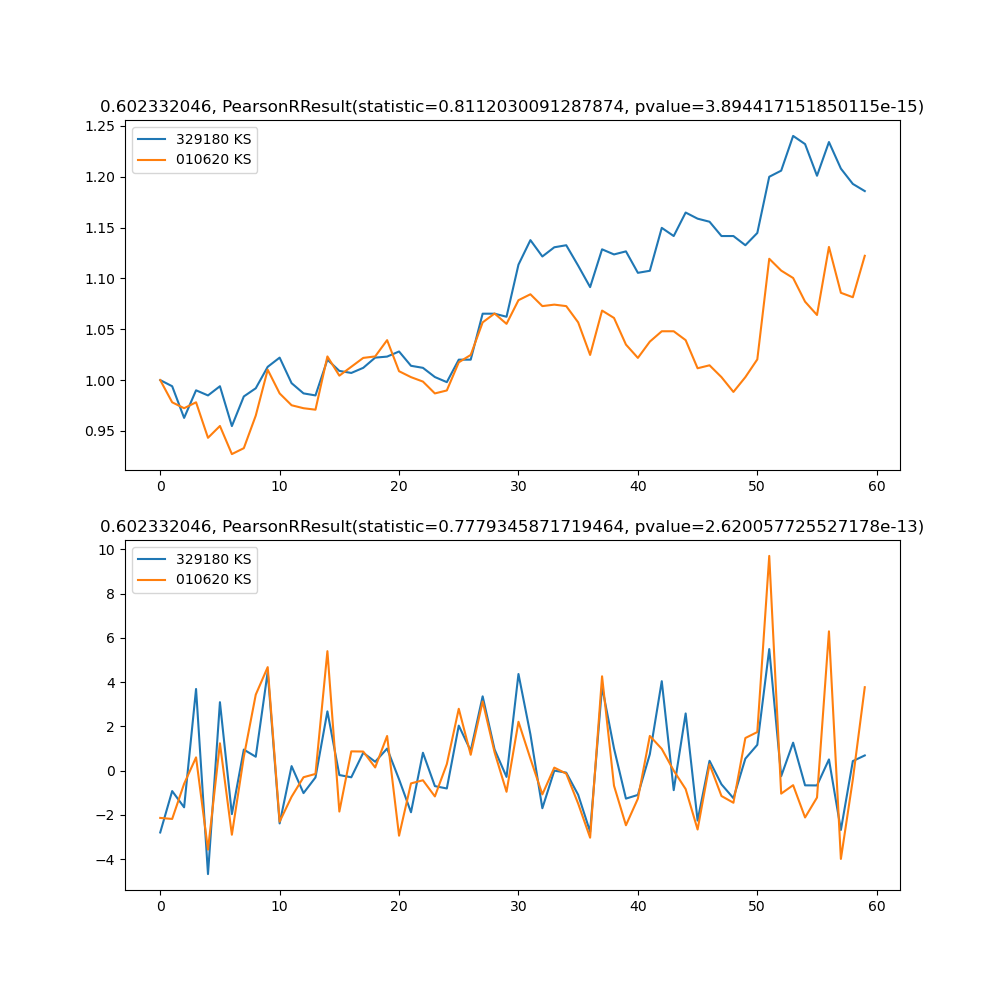 0.602332046, PearsonRResult(statistic=0.8112030091287874, pvalue=3.894417151850115e-15)
1.25
1.20
1.15
1.10
1.05
1.00
0.95
329180 KS
010620 KS
0 10 20 30 40 50 60
0.602332046, PearsonRResult(statistic=0.7779345871719464, pvalue=2.620057725527178e-13)
10
8
6
4
2
0
−2
−4
329180 KS
010620 KS
0 10 20 30 40 50 60